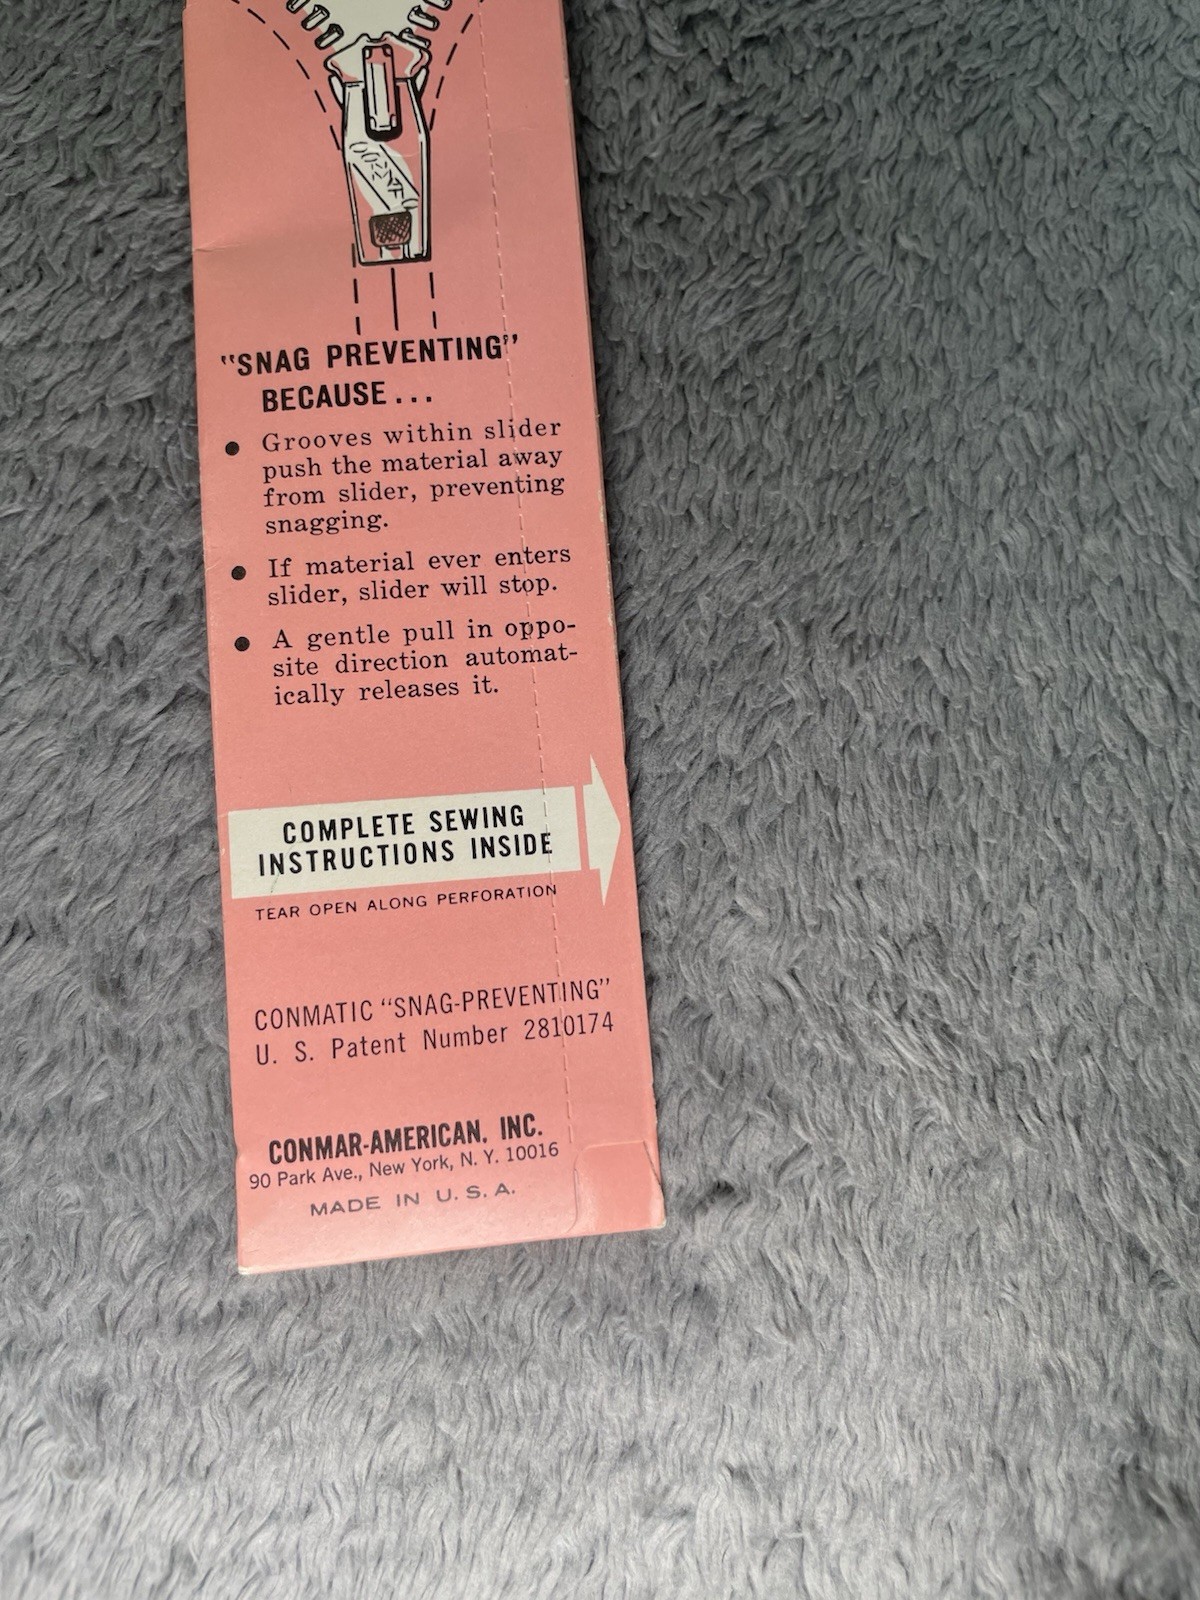 "SNAG PREVENTING"
BECAUSE...
● Grooves within slider
push the material away
from slider, preventing
snagging.
● If material ever enters
slider, slider will stop.
● A gentle pull in oppo-
site direction automat-
ically releases it.
COMPLETE SEWING
INSTRUCTIONS INSIDE
TEAR OPEN ALONG PERFORATION
CONMATIC "SNAG-PREVENTING"
U. S. Patent Number 2810174
CONMAR-AMERICAN, INC.
90 Park Ave., New York, N. Y. 10016
MADE IN U. S. A.